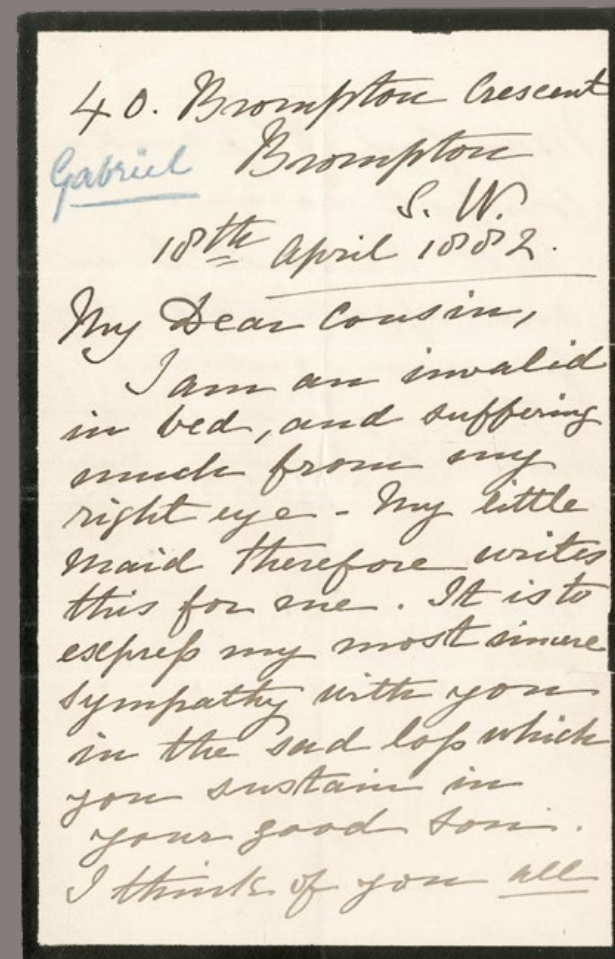 40. Brompton Crescent
Gabriel Brompton
S. W.
18th April 1882.
My Dear Cousin,
I am an invalid
in bed, and suffering
much from my
right eye - My little
Maid therefore writes
this for me. It is to
express my most sincere
sympathy with you
in the sad loss which
you sustain in
your good son.
I think of you all